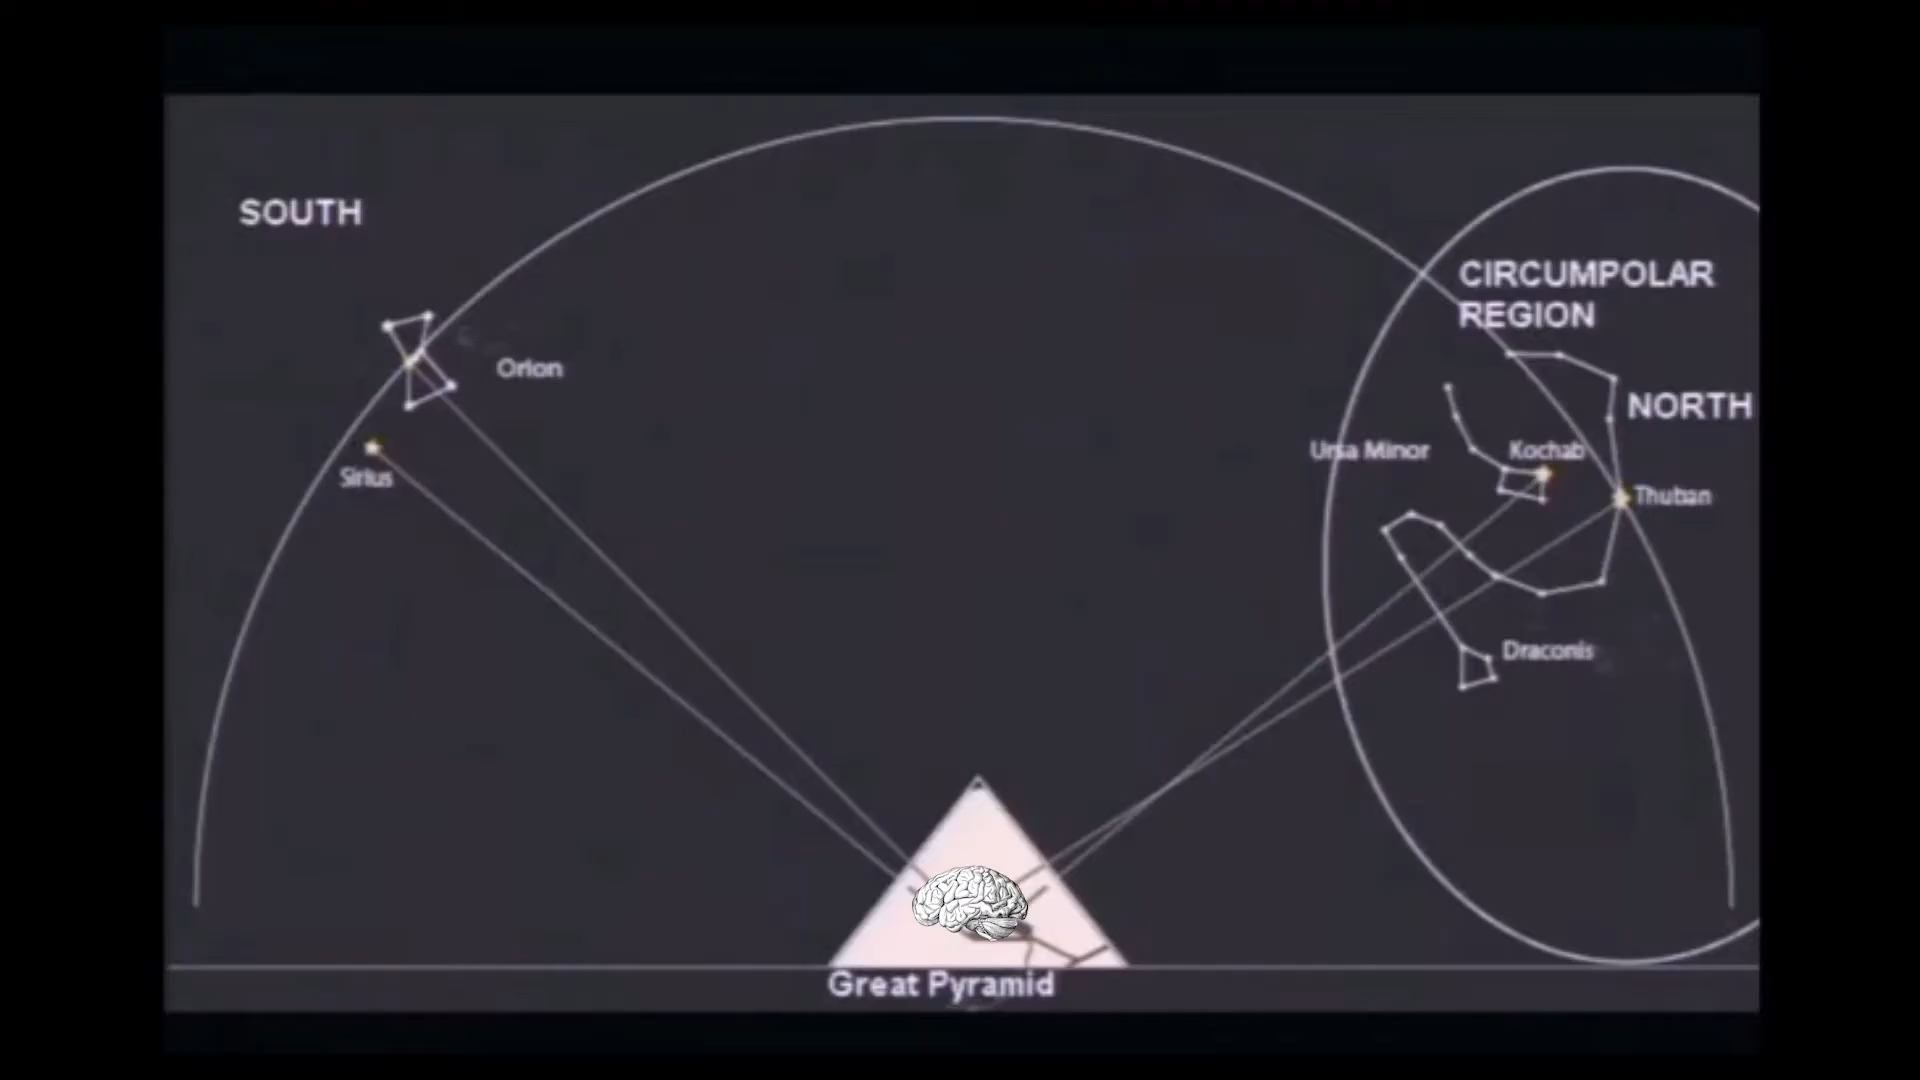 SOUTH
CIRCUMPOLAR
REGION
Orion
NORTH
Ursa Minor
Kochab
Sirius
Thuban
Draconis
Great Pyramid